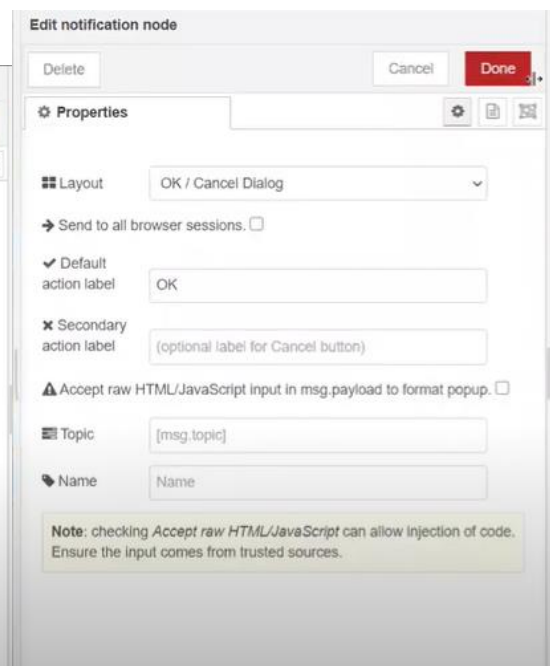 Edit notification node
Delete
Cancel
Done
Properties
Layout
OK / Cancel Dialog
Send to all browser sessions.
Default
action label
OK
Secondary
action label
(optional label for Cancel button)
Accept raw HTML/JavaScript input in msg.payload to format popup.
Topic
[msg.topic]
Name
Name
Note: checking Accept raw HTML/JavaScript can allow injection of code.
Ensure the input comes from trusted sources.